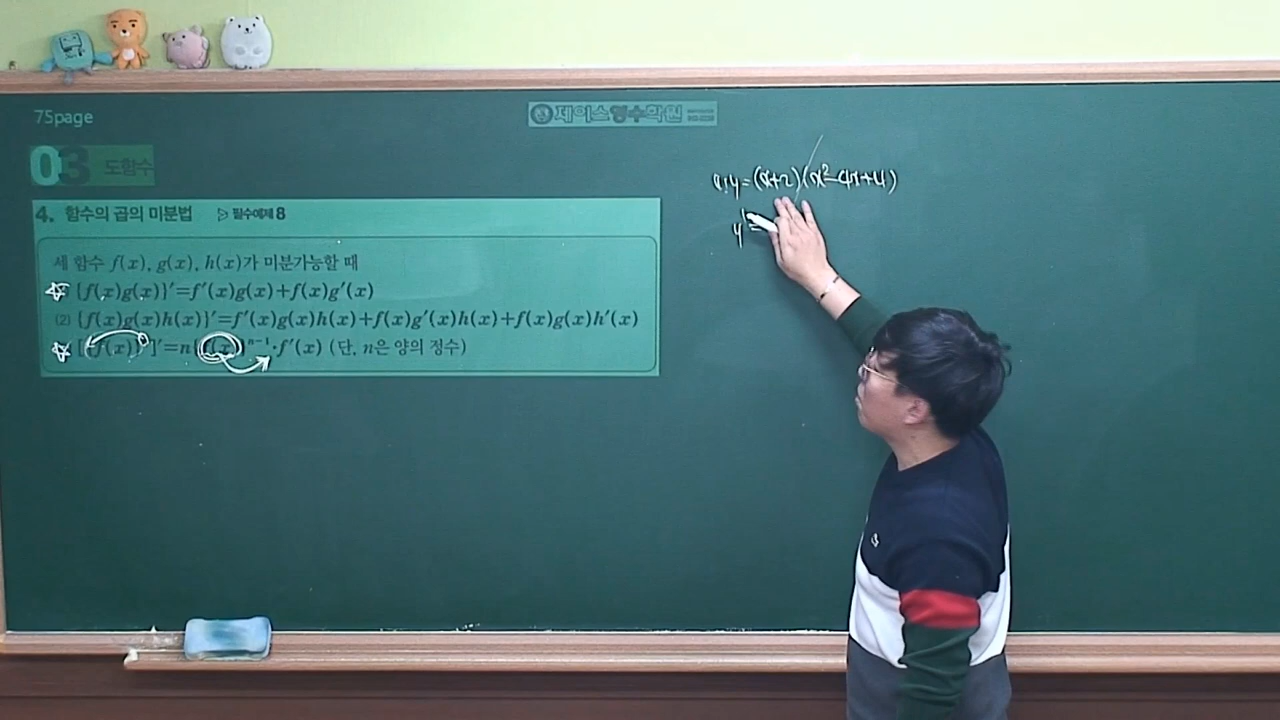 75page
제이스영수학원
03 도함수
4. 함수의 곱의 미분법 ▷ 필수예제 8
세 함수 f(x), g(x), h(x)가 미분가능할 때
{f(x)g(x)}′=f′(x)g(x)+f(x)g′(x)
(2) {f(x)g(x)h(x)}′=f′(x)g(x)h(x)+f(x)g′(x)h(x)+f(x)g(x)h′(x)
f(x) ]′=n (x) n-1·f′(x) (단, n은 양의 정수)
y=(x+2)(x²-4x+4)
y′=